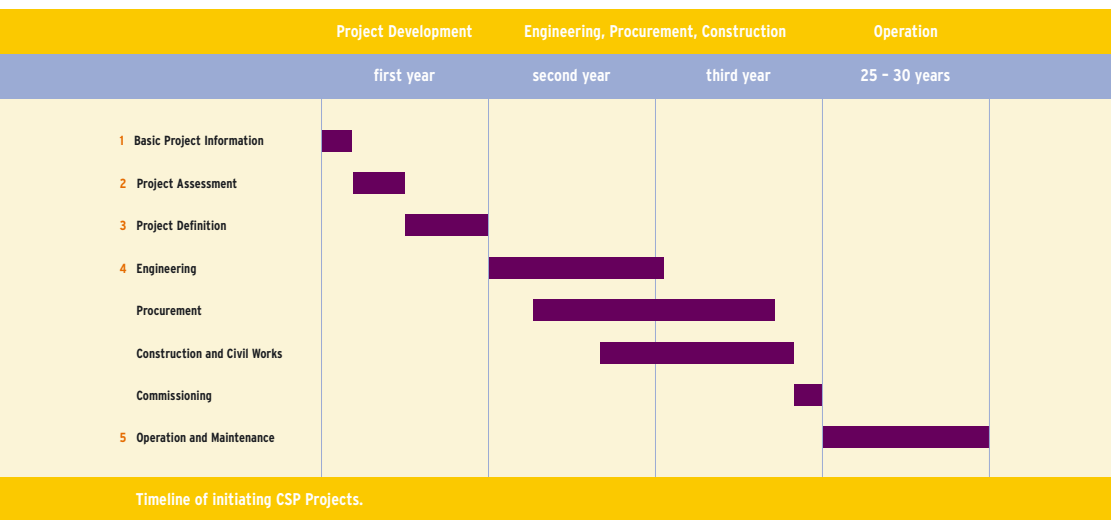 Project Development Engineering, Procurement, Construction Operation
first year second year third year 25 – 30 years
1 Basic Project Information
2 Project Assessment
3 Project Definition
4 Engineering
Procurement
Construction and Civil Works
Commissioning
5 Operation and Maintenance
Timeline of initiating CSP Projects.